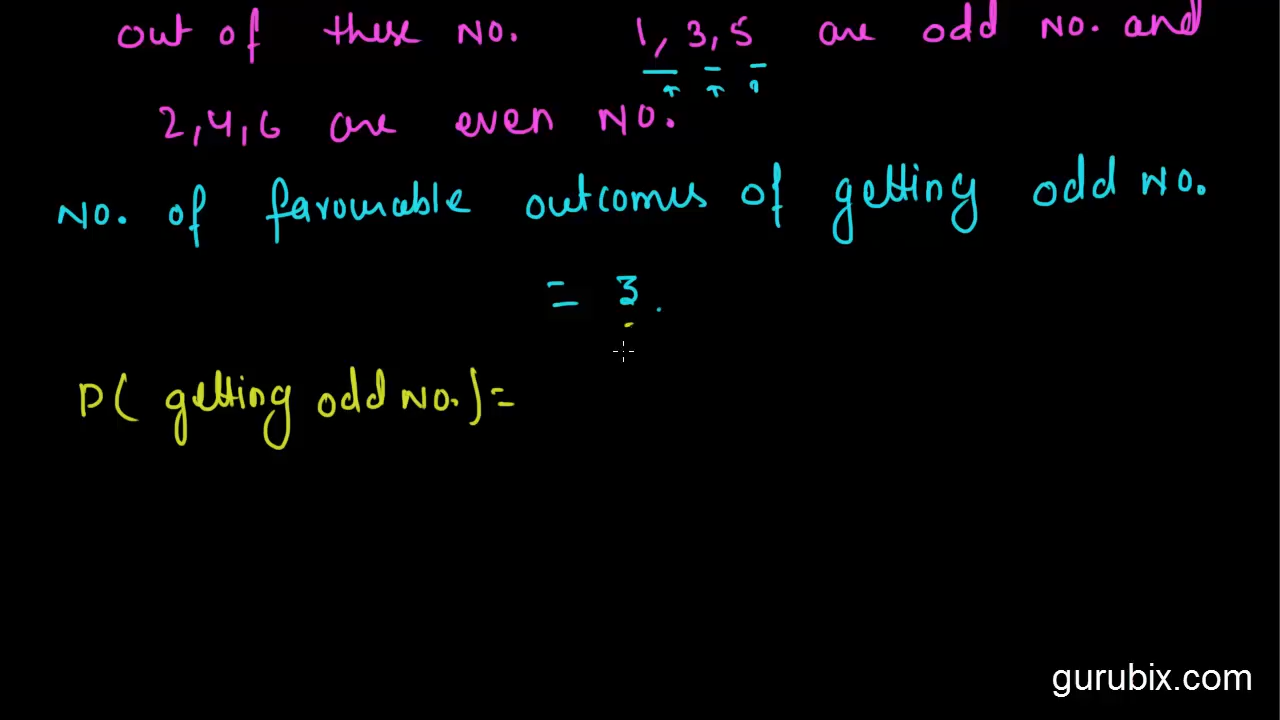 out of these No. 1, 3, 5 are odd No. and
2, 4, 6 are even No.
No. of favourable outcomes of getting odd No.
= 3.
P( getting odd No.) =
gurubix.com